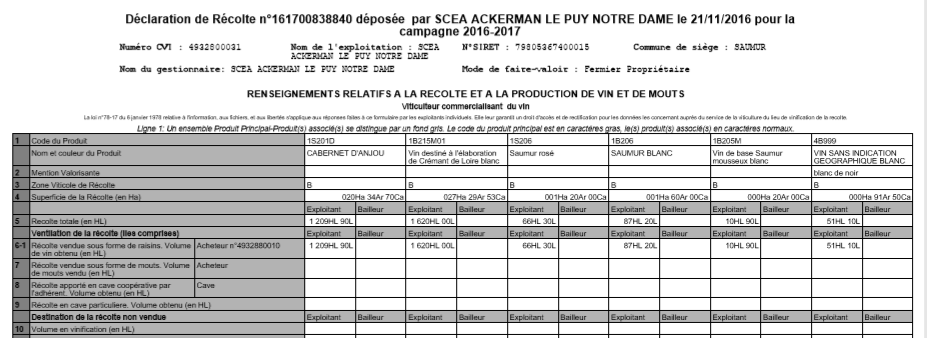 Déclaration de Récolte n°161700838840 déposée par SCEA ACKERMAN LE PUY NOTRE DAME le 21/11/2016 pour la
campagne 2016-2017
Numéro CVI : 4932800031 Nom de l'exploitation : SCEA ACKERMAN LE PUY NOTRE DAME N°SIRET : 79805367400015 Commune de siège : SAUMUR
Nom du gestionnaire: SCEA ACKERMAN LE PUY NOTRE DAME Mode de faire-valoir : Fermier Propriétaire
RENSEIGNEMENTS RELATIFS A LA RECOLTE ET A LA PRODUCTION DE VIN ET DE MOUTS
Viticulteur commercialisant du vin
La loi n°78-17 du 6 janvier 1978 relative à l'information, aux fichiers, et aux libertés s'applique aux réponses faites à ce formulaire par les exploitants individuels. Elle leur garantit un droit d'accès et de rectification pour les données les concernant auprès du service de la viticulture du lieu de vinification de la récolte.
Ligne 1: Un ensemble Produit Principal-Produit(s) associé(s) se distingue par un fond gris. Le code du produit principal est en caractères gras, le(s) produit(s) associé(s) en caractères normaux.
1 Code du Produit 1S201D 1B215M01 1S206 1B206 1B205M 4B999
Nom et couleur du Produit CABERNET D'ANJOU Vin destiné à l'élaboration de Crémant de Loire blanc Saumur rosé SAUMUR BLANC Vin de base Saumur mousseux blanc VIN SANS INDICATION GEOGRAPHIQUE BLANC
2 Mention Valorisante blanc de noir
3 Zone Viticole de Récolte B B B B B B
4 Superficie de la Récolte (en Ha) 020Ha 34Ar 70Ca 027Ha 29Ar 53Ca 001Ha 20Ar 00Ca 001Ha 60Ar 00Ca 000Ha 20Ar 00Ca 000Ha 91Ar 50Ca
Exploitant Bailleur Exploitant Bailleur Exploitant Bailleur Exploitant Bailleur Exploitant Bailleur Exploitant Bailleur
5 Recolte totale (en HL) 1 209HL 90L 1 620HL 00L 66HL 30L 87HL 20L 10HL 90L 51HL 10L
Ventilation de la récolte (lies comprises) Exploitant Bailleur Exploitant Bailleur Exploitant Bailleur Exploitant Bailleur Exploitant Bailleur Exploitant Bailleur
6-1 Récolte vendue sous forme de raisins. Volume de vin obtenu (en HL) Acheteur n°4932880010 1 209HL 90L 1 620HL 00L 66HL 30L 87HL 20L 10HL 90L 51HL 10L
7 Récolte vendue sous forme de mouts. Volume de mouts vendu (en HL) Acheteur
8 Récolte apporté en cave coopérative par l'adhérent. Volume obtenu (en HL) Cave
9 Récolte en cave particuliere. Volume obtenu (en HL)
Destination de la récolte non vendue Exploitant Bailleur Exploitant Bailleur Exploitant Bailleur Exploitant Bailleur Exploitant Bailleur Exploitant Bailleur
10 Volume en vinification (en HL)